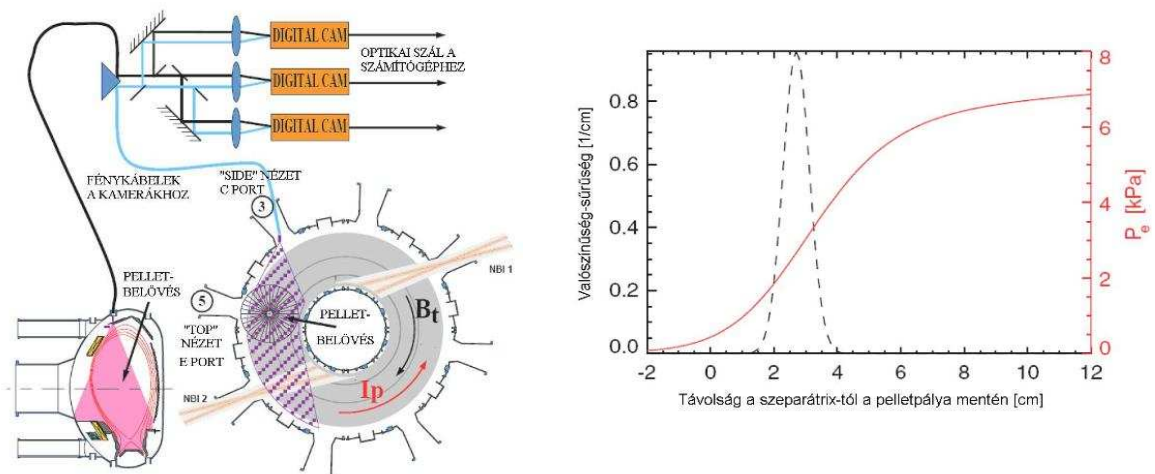 DIGITAL CAM
DIGITAL CAM
DIGITAL CAM
OPTIKAI SZÁL A
SZÁMÍTÓGÉPHEZ
FÉNYKÁBELEK
A KAMERÁKHOZ
"SIDE" NÉZET
C PORT
3
PELLET-
BELÖVÉS
5
"TOP"
NÉZET
E PORT
NBI 1
NBI 2
PELLET-
BELÖVÉS
Bt
Ip
Valószínűség-sűrűség [1/cm]
0.8
0.6
0.4
0.2
0.0
-2
0
2
4
6
8
10
12
Távolság a szeparátrix-tól a pelletpálya mentén [cm]
8
6
4
2
0
Pe [kPa]